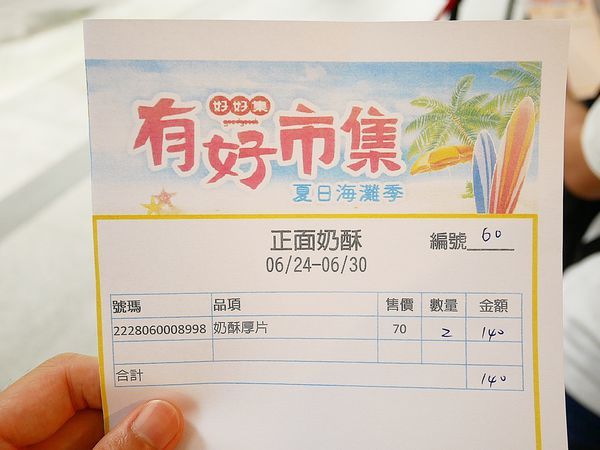 好好集
goodgoods
有好市集
夏日海灘季
正面奶酥
編號 60
06/24-06/30
號瑪 品項 售價 數量 金額
2228060008998 奶酥厚片 70 2 140
合計 140